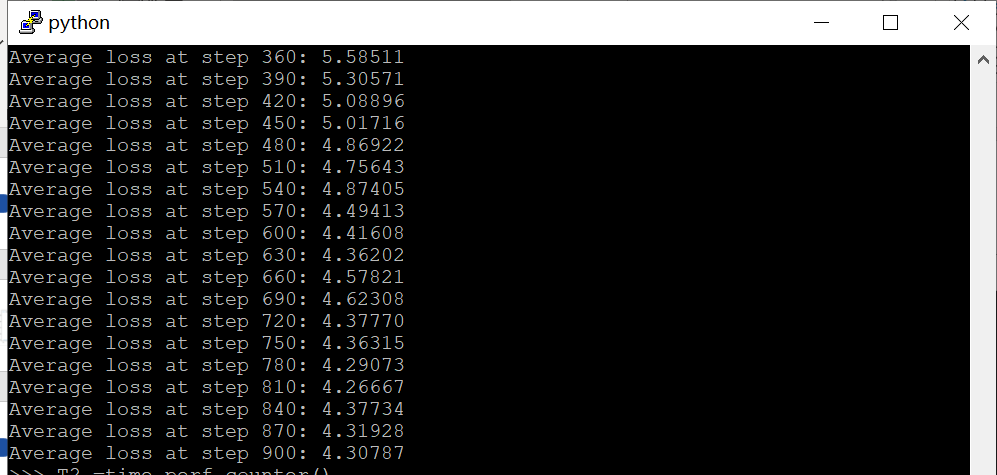 python
Average loss at step 360: 5.58511
Average loss at step 390: 5.30571
Average loss at step 420: 5.08896
Average loss at step 450: 5.01716
Average loss at step 480: 4.86922
Average loss at step 510: 4.75643
Average loss at step 540: 4.87405
Average loss at step 570: 4.49413
Average loss at step 600: 4.41608
Average loss at step 630: 4.36202
Average loss at step 660: 4.57821
Average loss at step 690: 4.62308
Average loss at step 720: 4.37770
Average loss at step 750: 4.36315
Average loss at step 780: 4.29073
Average loss at step 810: 4.26667
Average loss at step 840: 4.37734
Average loss at step 870: 4.31928
Average loss at step 900: 4.30787
>>> T2 =time.perf_counter()